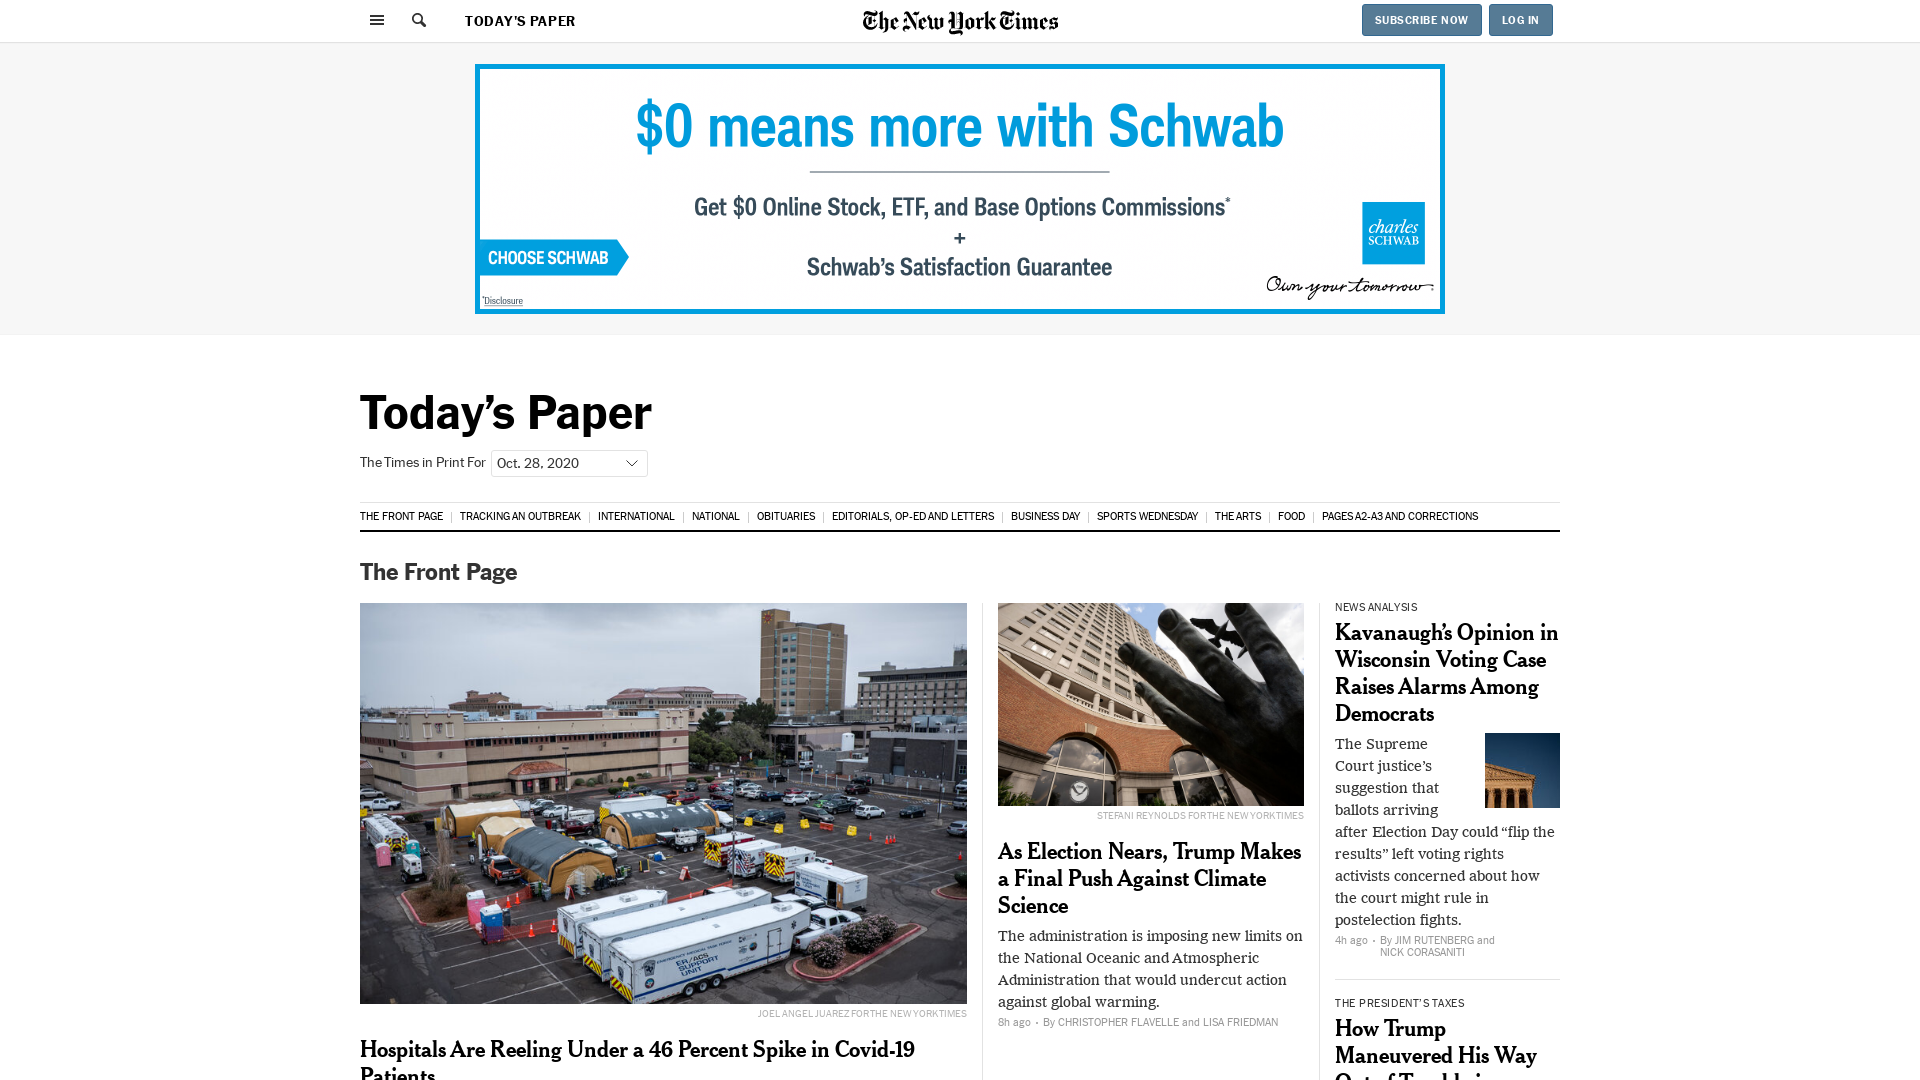 TODAY'S PAPER
The New York Times
SUBSCRIBE NOW
LOG IN
$0 means more with Schwab
Get $0 Online Stock, ETF, and Base Options Commissions*
+
Schwab's Satisfaction Guarantee
CHOOSE SCHWAB
*Disclosure
charles
SCHWAB
Own your tomorrow
Today's Paper
The Times in Print For Oct. 28, 2020
THE FRONT PAGE | TRACKING AN OUTBREAK | INTERNATIONAL | NATIONAL | OBITUARIES | EDITORIALS, OP-ED AND LETTERS | BUSINESS DAY | SPORTS WEDNESDAY | THE ARTS | FOOD | PAGES A2-A3 AND CORRECTIONS
The Front Page
ER/ACS
SUPPORT
UNIT
JOEL ANGEL JUAREZ FOR THE NEW YORK TIMES
Hospitals Are Reeling Under a 46 Percent Spike in Covid-19
Patients
STEFANI REYNOLDS FOR THE NEW YORK TIMES
As Election Nears, Trump Makes
a Final Push Against Climate
Science
The administration is imposing new limits on
the National Oceanic and Atmospheric
Administration that would undercut action
against global warming.
8h ago · By CHRISTOPHER FLAVELLE and LISA FRIEDMAN
NEWS ANALYSIS
Kavanaugh's Opinion in
Wisconsin Voting Case
Raises Alarms Among
Democrats
The Supreme
Court justice's
suggestion that
ballots arriving
after Election Day could “flip the
results” left voting rights
activists concerned about how
the court might rule in
postelection fights.
4h ago · By JIM RUTENBERG and
NICK CORASANITI
THE PRESIDENT'S TAXES
How Trump
Maneuvered His Way
Out of Trouble in